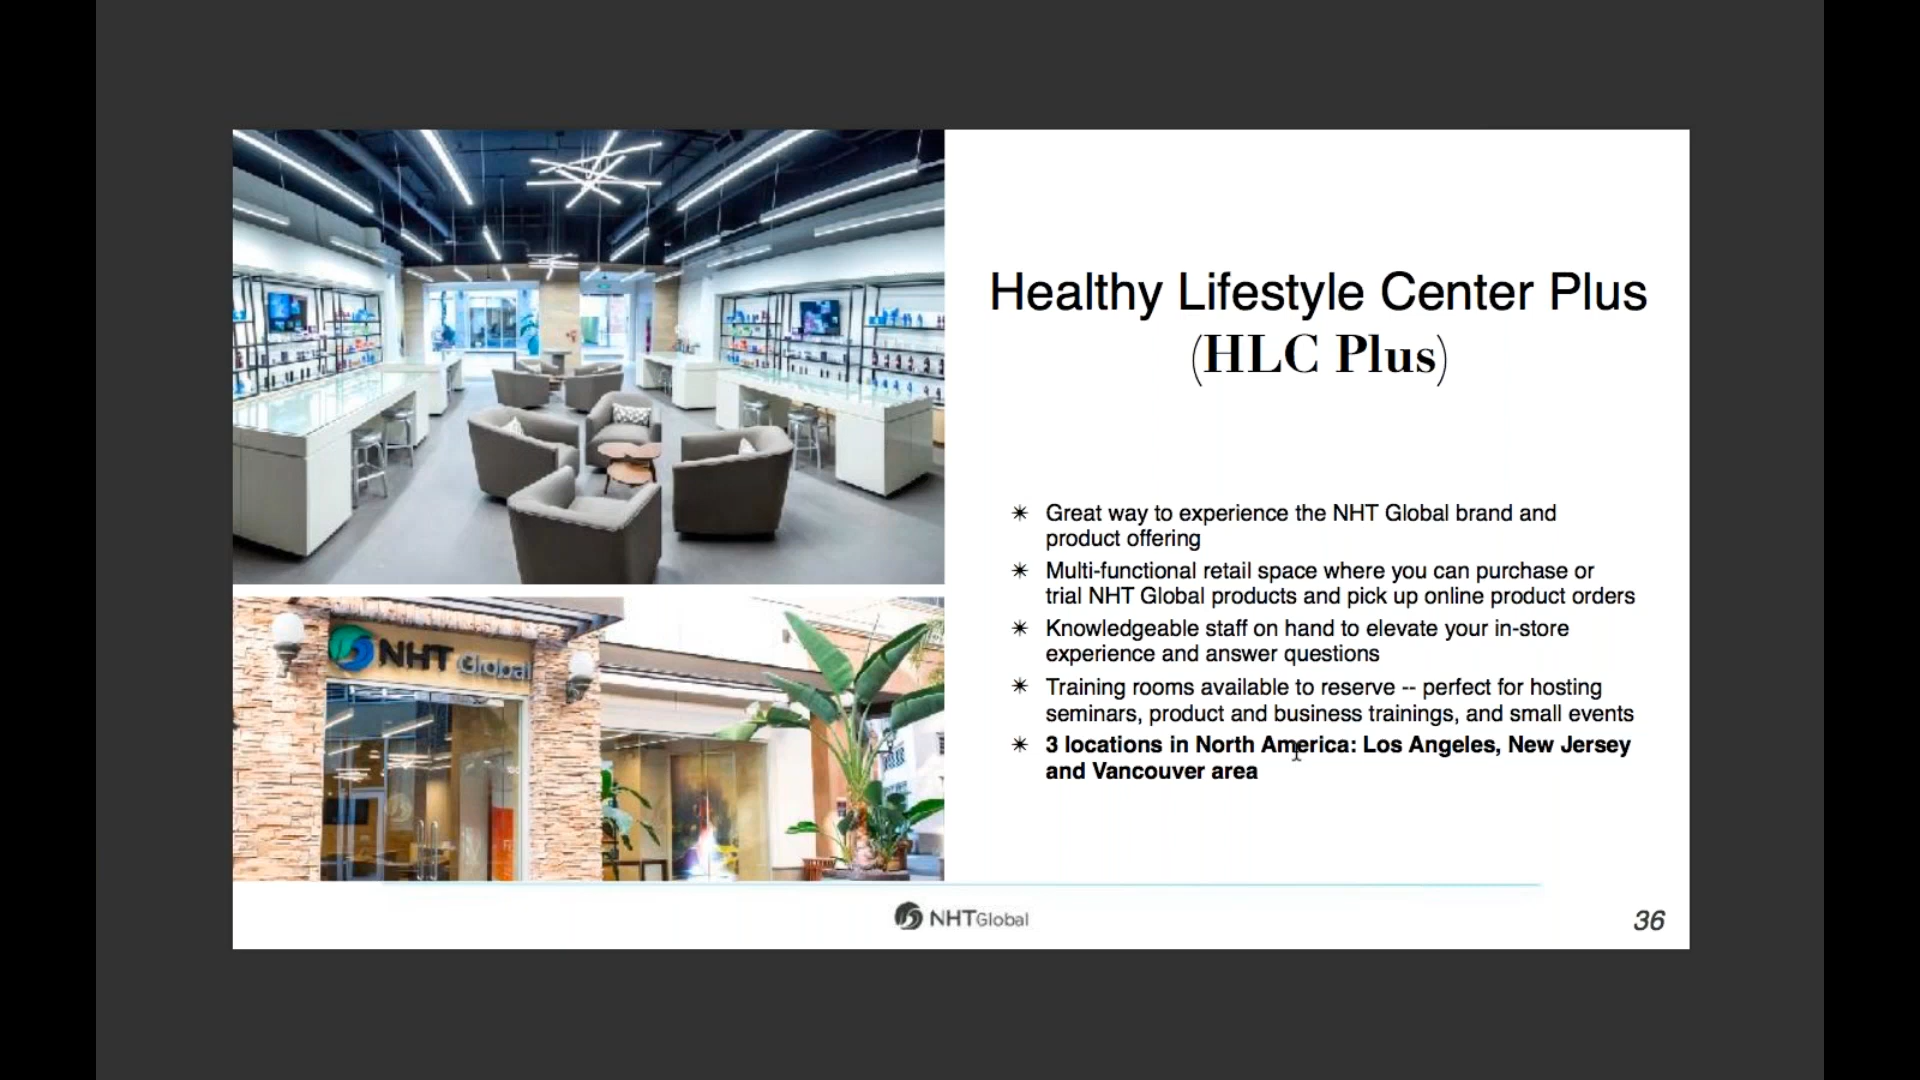 Healthy Lifestyle Center Plus
(HLC Plus)
✴ Great way to experience the NHT Global brand and
product offering
✴ Multi-functional retail space where you can purchase or
trial NHT Global products and pick up online product orders
✴ Knowledgeable staff on hand to elevate your in-store
experience and answer questions
✴ Training rooms available to reserve -- perfect for hosting
seminars, product and business trainings, and small events
✴ 3 locations in North America: Los Angeles, New Jersey
and Vancouver area
NHT Global
NHTGlobal
36